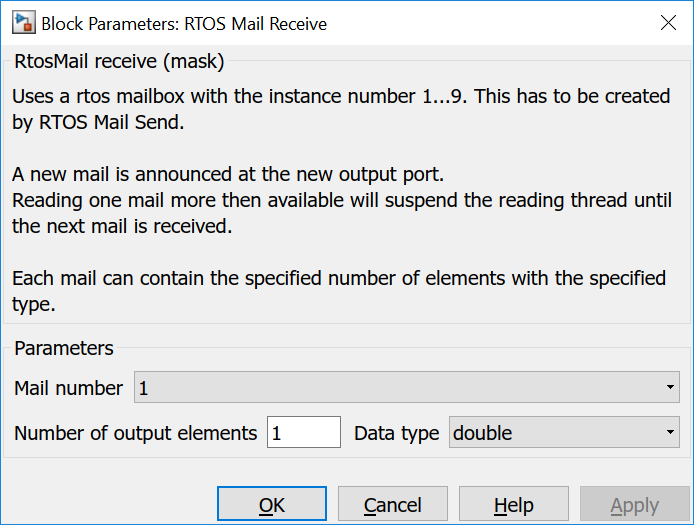 Block Parameters: RTOS Mail Receive
RtosMail receive (mask)
Uses a rtos mailbox with the instance number 1...9. This has to be created
by RTOS Mail Send.
A new mail is announced at the new output port.
Reading one mail more then available will suspend the reading thread until
the next mail is received.
Each mail can contain the specified number of elements with the specified
type.
Parameters
Mail number 1
Number of output elements 1 Data type double
OK Cancel Help Apply